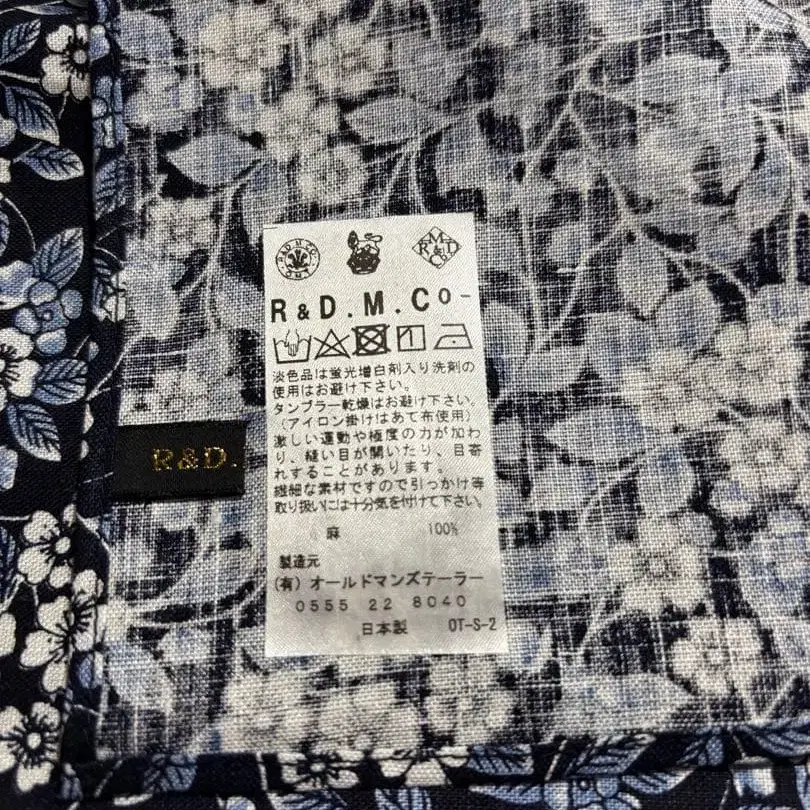 R&D.M.CO-
淡色品は蛍光増白剤入り洗剤の
使用はお避け下さい。
タンブラー乾燥はお避け下さい。
(アイロン掛けはあて布使用)
激しい運動や極度の力が加わ
り、縫い目が開いたり、目寄
れすることがあります。
繊細な素材ですので引っかけ等
取り扱いには十分気を付けて下さい。
R&D.
麻 100%
製造元
(有)オールドマンズテーラー
0555 22 8040
日本製 OT-S-2